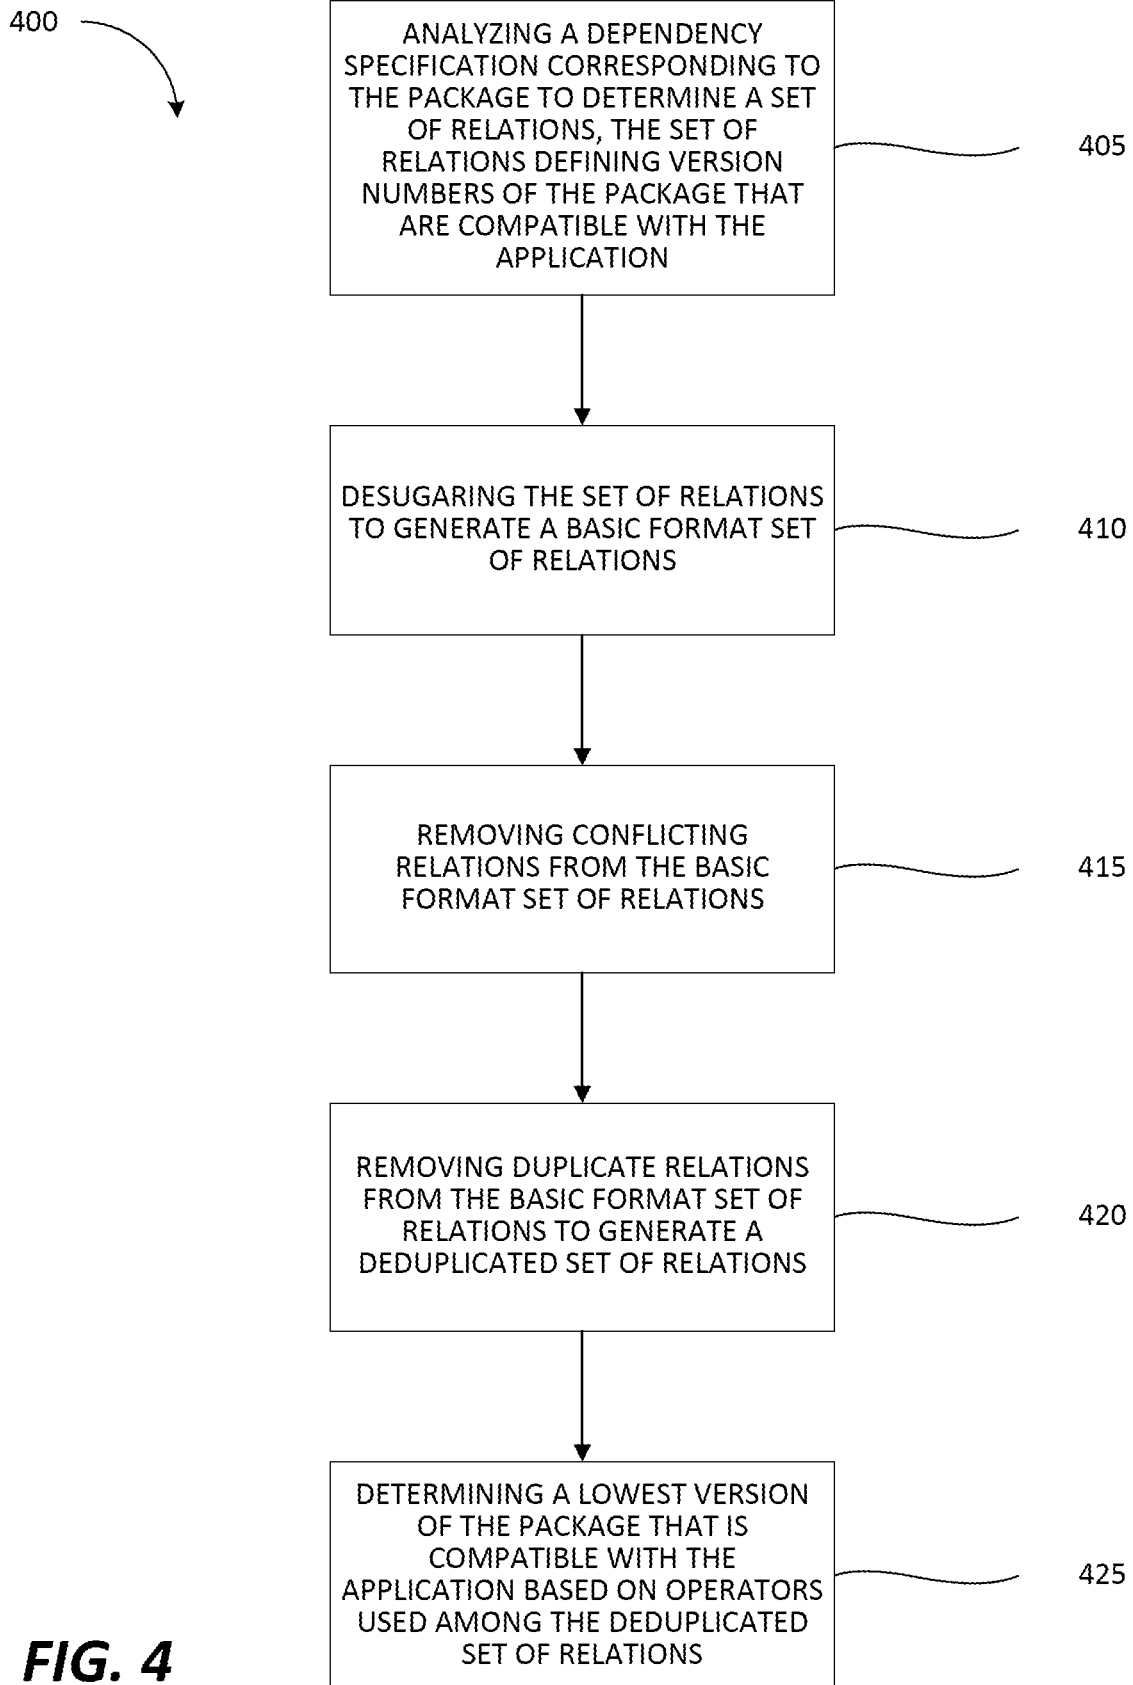 400
ANALYZING A DEPENDENCY
SPECIFICATION CORRESPONDING TO
THE PACKAGE TO DETERMINE A SET
OF RELATIONS, THE SET OF
RELATIONS DEFINING VERSION
NUMBERS OF THE PACKAGE THAT
ARE COMPATIBLE WITH THE
APPLICATION
405
DESUGARING THE SET OF RELATIONS
TO GENERATE A BASIC FORMAT SET
OF RELATIONS
410
REMOVING CONFLICTING
RELATIONS FROM THE BASIC
FORMAT SET OF RELATIONS
415
REMOVING DUPLICATE RELATIONS
FROM THE BASIC FORMAT SET OF
RELATIONS TO GENERATE A
DEDUPLICATED SET OF RELATIONS
420
DETERMINING A LOWEST VERSION
OF THE PACKAGE THAT IS
COMPATIBLE WITH THE
APPLICATION BASED ON OPERATORS
USED AMONG THE DEDUPLICATED
SET OF RELATIONS
425
FIG. 4